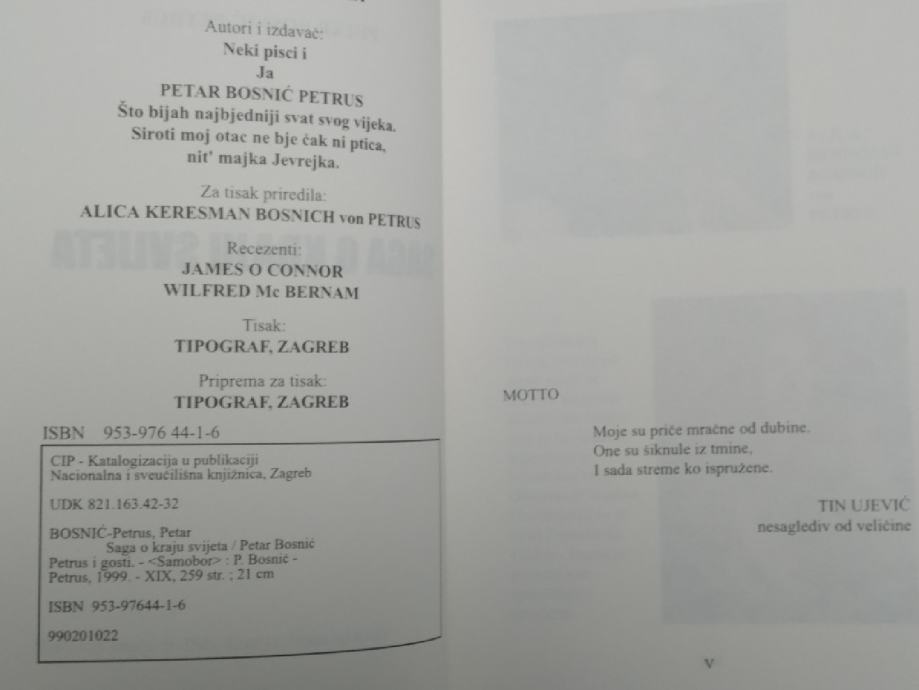 Autori i izdavač:
Neki pisci i
Ja
PETAR BOSNIĆ PETRUS
Što bijah najbjedniji svat svog vijeka.
Siroti moj otac ne bje čak ni ptica,
nit' majka Jevrejka.
Za tisak priredila:
ALICA KERESMAN BOSNICH von PETRUS
Recezenti:
JAMES O CONNOR
WILFRED Mc BERNAM
Tisak:
TIPOGRAF, ZAGREB
Priprema za tisak:
TIPOGRAF, ZAGREB
ISBN 953-976 44-1-6
CIP - Katalogizacija u publikaciji
Nacionalna i sveučilišna knjižnica, Zagreb
UDK 821.163.42-32
BOSNIĆ-Petrus, Petar
Saga o kraju svijeta / Petar Bosnić
Petrus i gosti. - <Samobor> : P. Bosnić -
Petrus, 1999. - XIX, 259 str. ; 21 cm
ISBN 953-97644-1-6
990201022
MOTTO
Moje su priče mračne od dubine.
One su šiknule iz tmine,
I sada streme ko ispružene.
TIN UJEVIĆ
nesaglediv od veličine
V